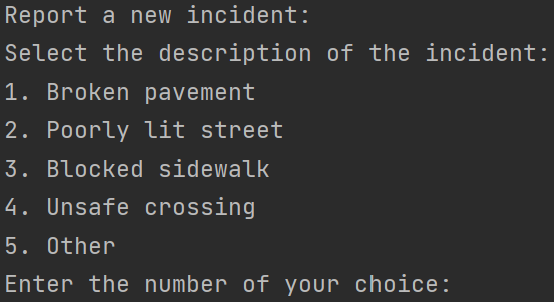 Report a new incident:
Select the description of the incident:
1. Broken pavement
2. Poorly lit street
3. Blocked sidewalk
4. Unsafe crossing
5. Other
Enter the number of your choice: